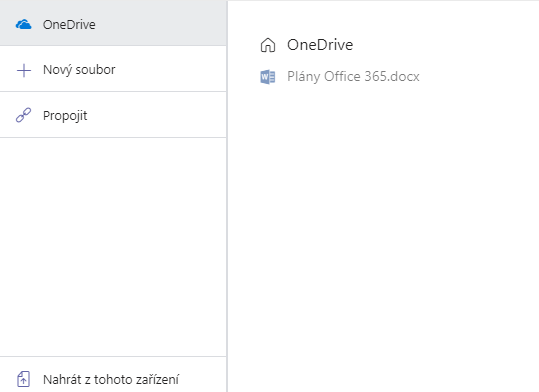 OneDrive
Nový soubor
Propojit
Nahrát z tohoto zařízení
OneDrive
Plány Office 365.docx